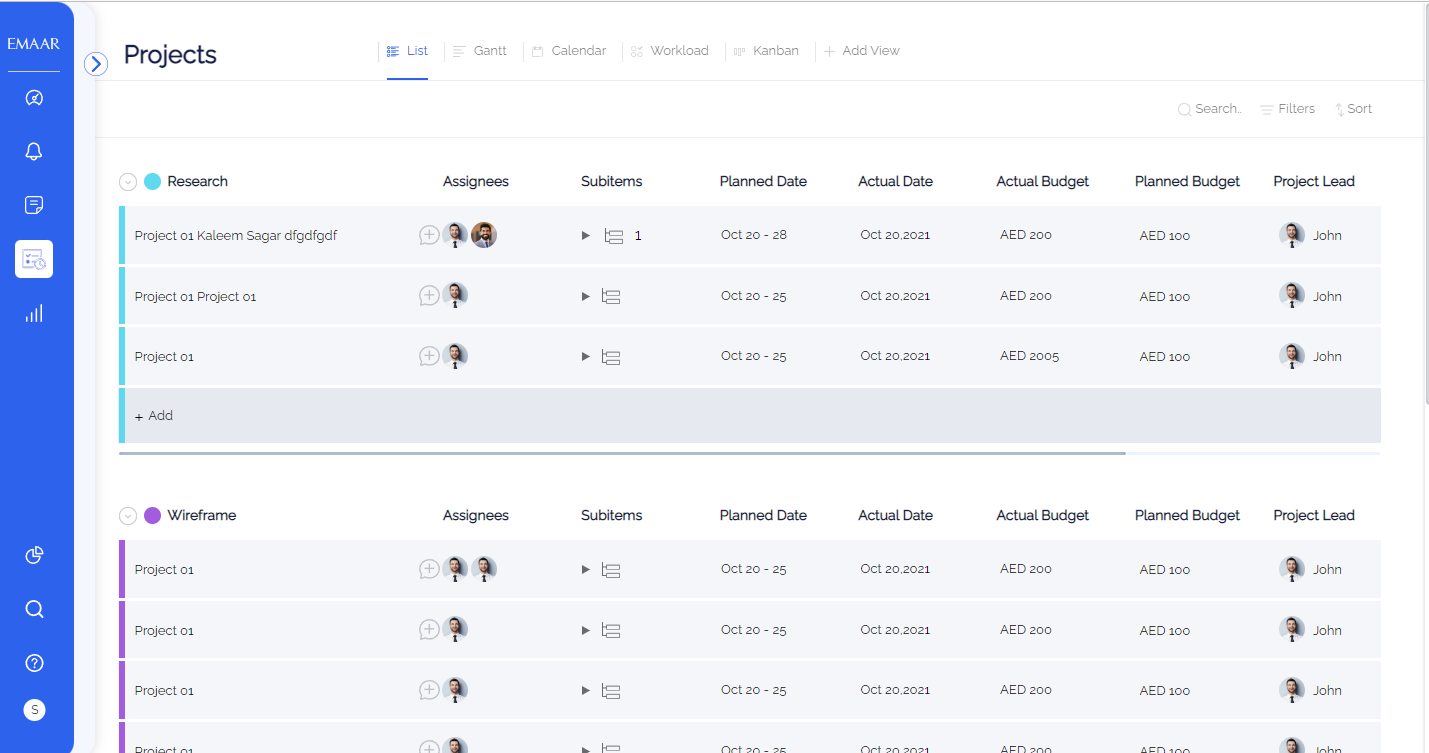 EMAAR
Projects
List Gantt Calendar Workload Kanban + Add View
Search.. Filters Sort
Research Assignees Subitems Planned Date Actual Date Actual Budget Planned Budget Project Lead
Project 01 Kaleem Sagar dfgdfgdf 1 Oct 20 - 28 Oct 20,2021 AED 200 AED 100 John
Project 01 Project 01 Oct 20 - 25 Oct 20,2021 AED 200 AED 100 John
Project 01 Oct 20 - 25 Oct 20,2021 AED 2005 AED 100 John
+ Add
Wireframe Assignees Subitems Planned Date Actual Date Actual Budget Planned Budget Project Lead
Project 01 Oct 20 - 25 Oct 20,2021 AED 200 AED 100 John
Project 01 Oct 20 - 25 Oct 20,2021 AED 200 AED 100 John
Project 01 Oct 20 - 25 Oct 20,2021 AED 200 AED 100 John
Project 01 Oct 20 - 25 Oct 20,2021 AED 200 AED 100 John
S